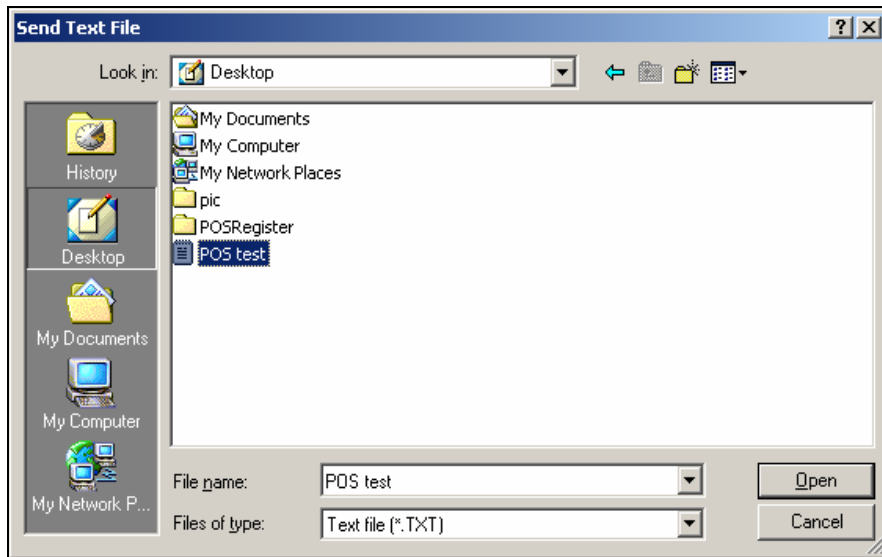 Send Text File
Look in: Desktop
History
Desktop
My Documents
My Computer
My Network P...
My Documents
My Computer
My Network Places
pic
POSRegister
POS test
File name: POS test Open
Files of type: Text file (*.TXT) Cancel